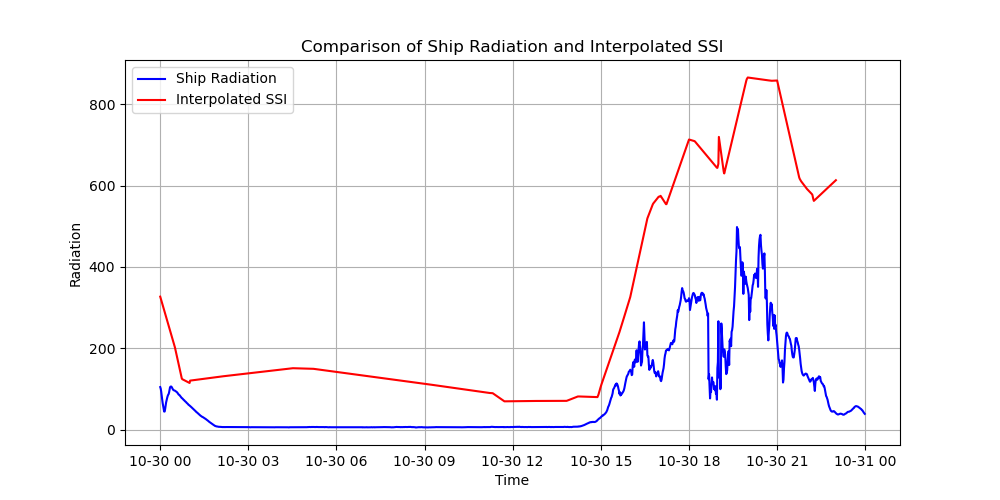 Comparison of Ship Radiation and Interpolated SSI
Ship Radiation
Interpolated SSI
Radiation
800
600
400
200
0
10-30 00 10-30 03 10-30 06 10-30 09 10-30 12 10-30 15 10-30 18 10-30 21 10-31 00
Time